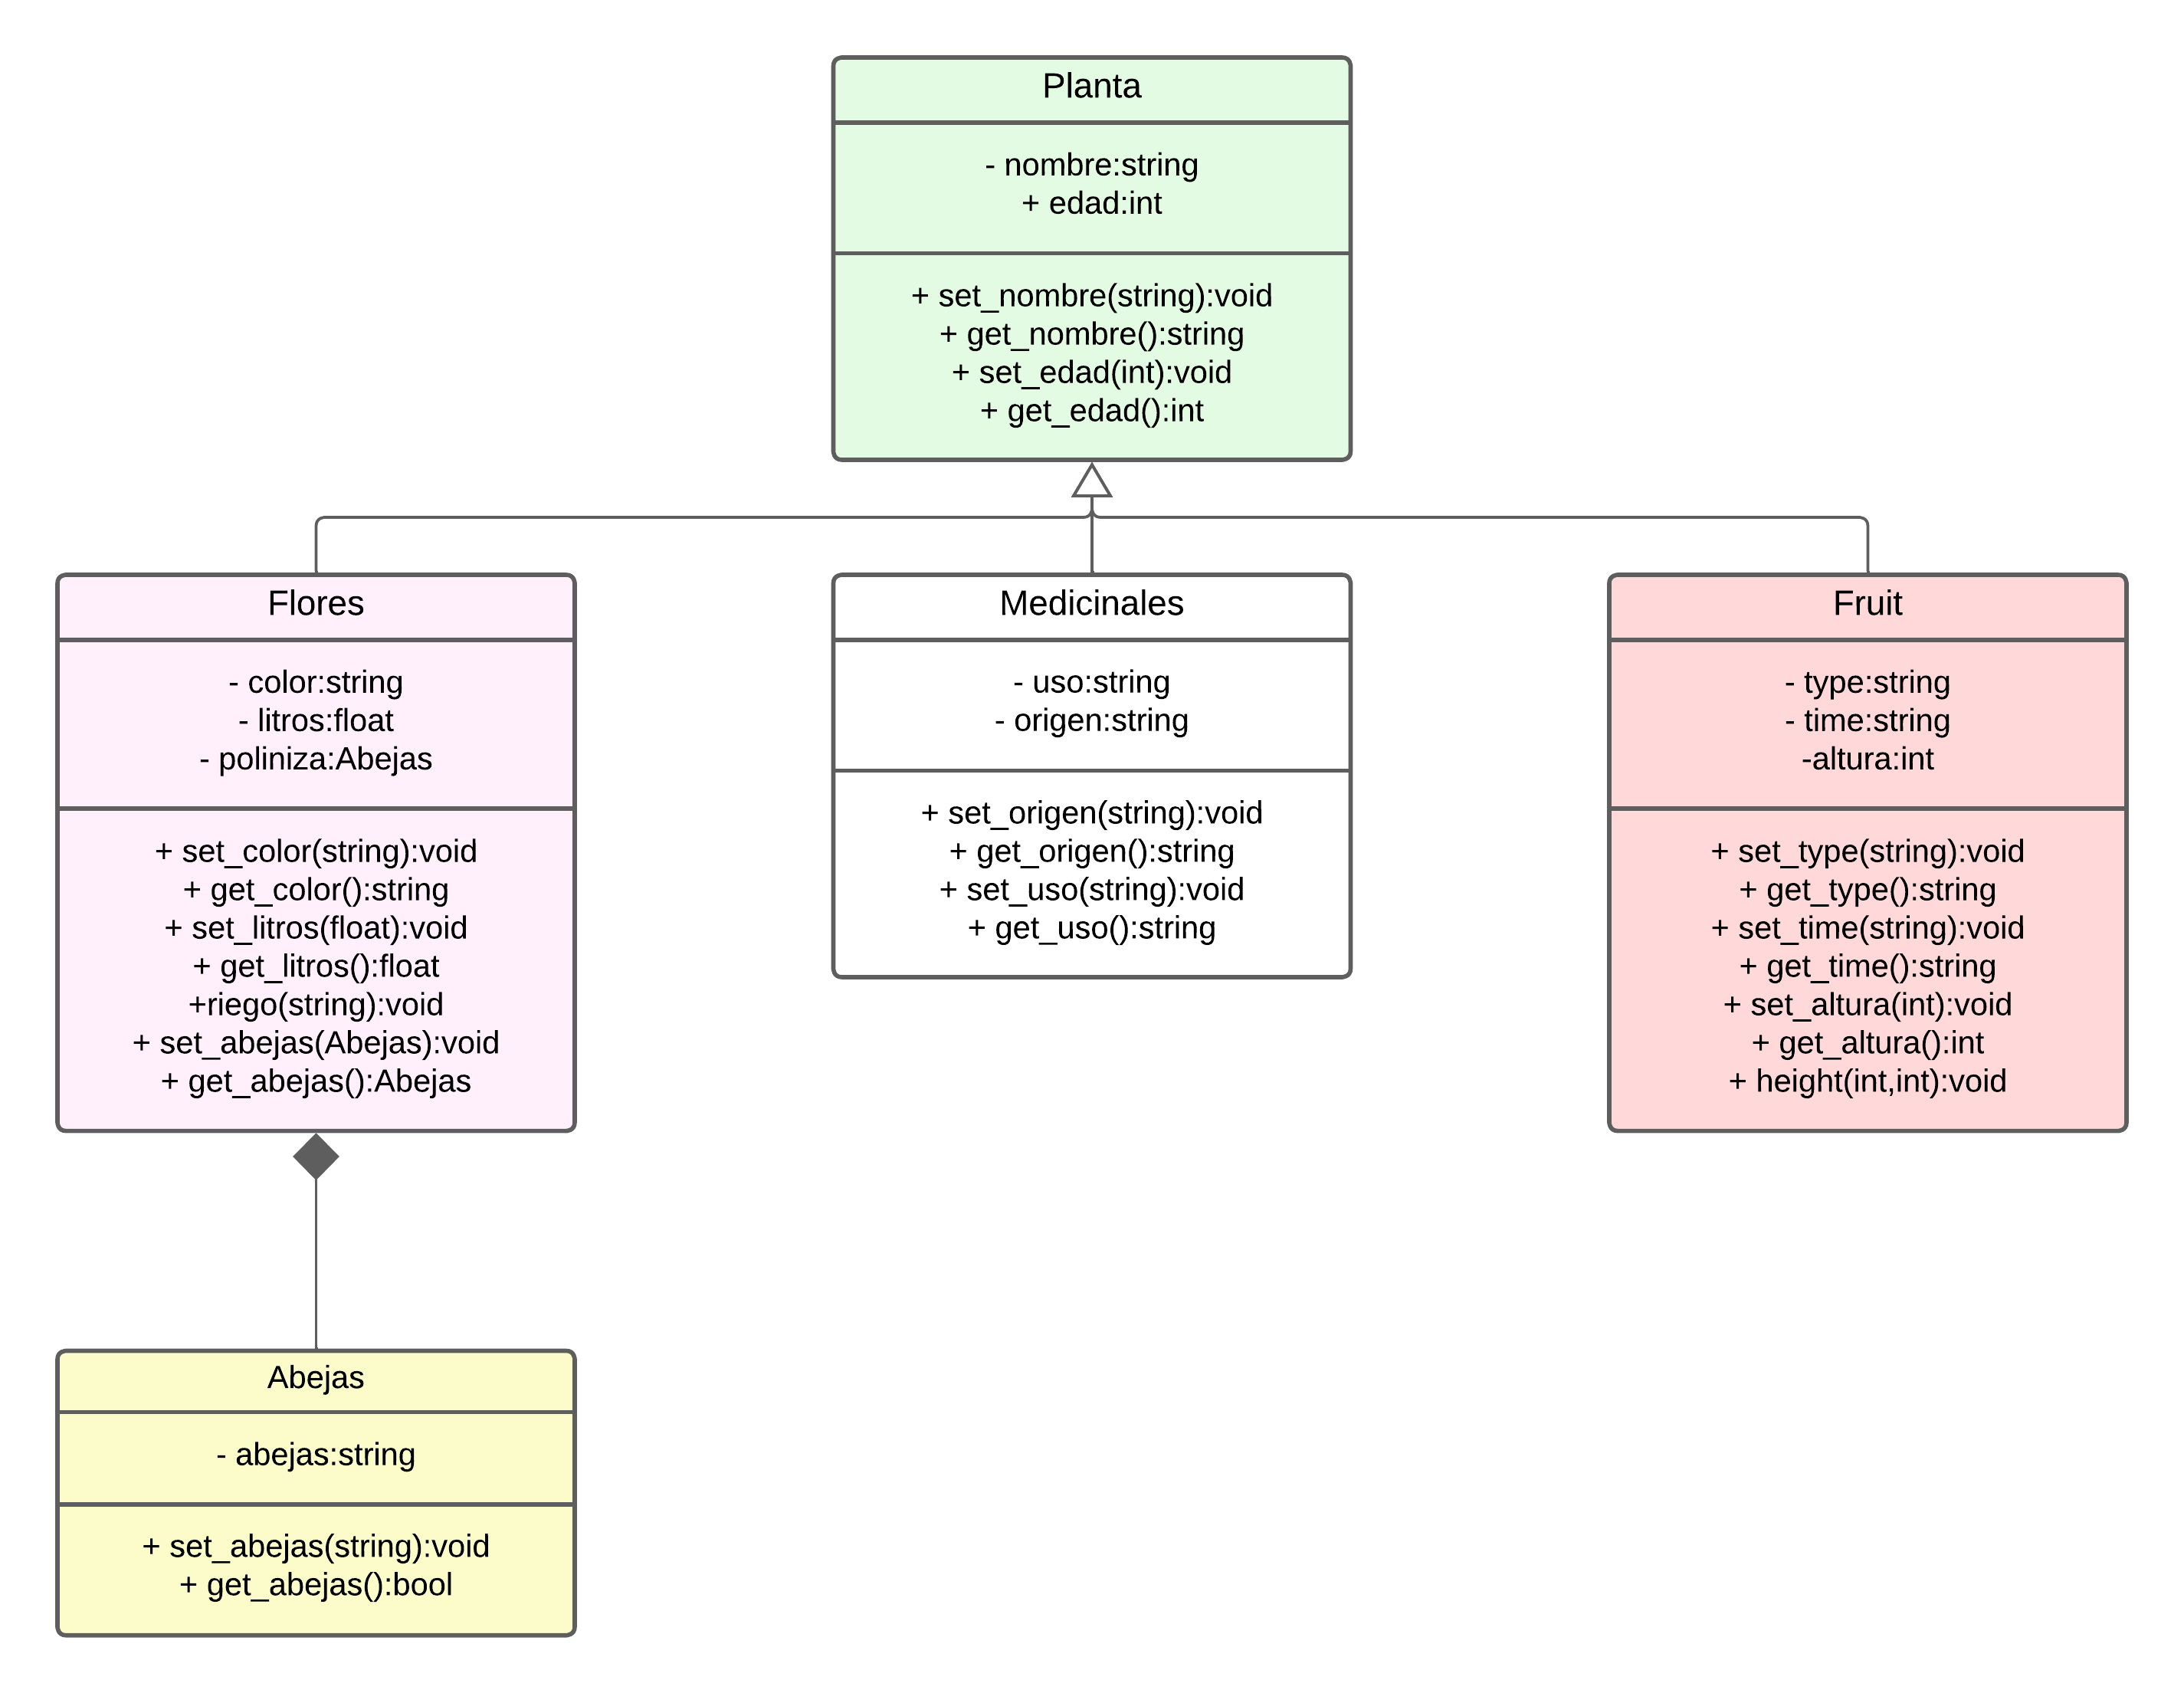 Planta
- nombre:string
+ edad:int
+ set_nombre(string):void
+ get_nombre():string
+ set_edad(int):void
+ get_edad():int
Flores
- color:string
- litros:float
- poliniza:Abejas
+ set_color(string):void
+ get_color():string
+ set_litros(float):void
+ get_litros():float
+riego(string):void
+ set_abejas(Abejas):void
+ get_abejas():Abejas
Medicinales
- uso:string
- origen:string
+ set_origen(string):void
+ get_origen():string
+ set_uso(string):void
+ get_uso():string
Fruit
- type:string
- time:string
-altura:int
+ set_type(string):void
+ get_type():string
+ set_time(string):void
+ get_time():string
+ set_altura(int):void
+ get_altura():int
+ height(int,int):void
Abejas
- abejas:string
+ set_abejas(string):void
+ get_abejas():bool